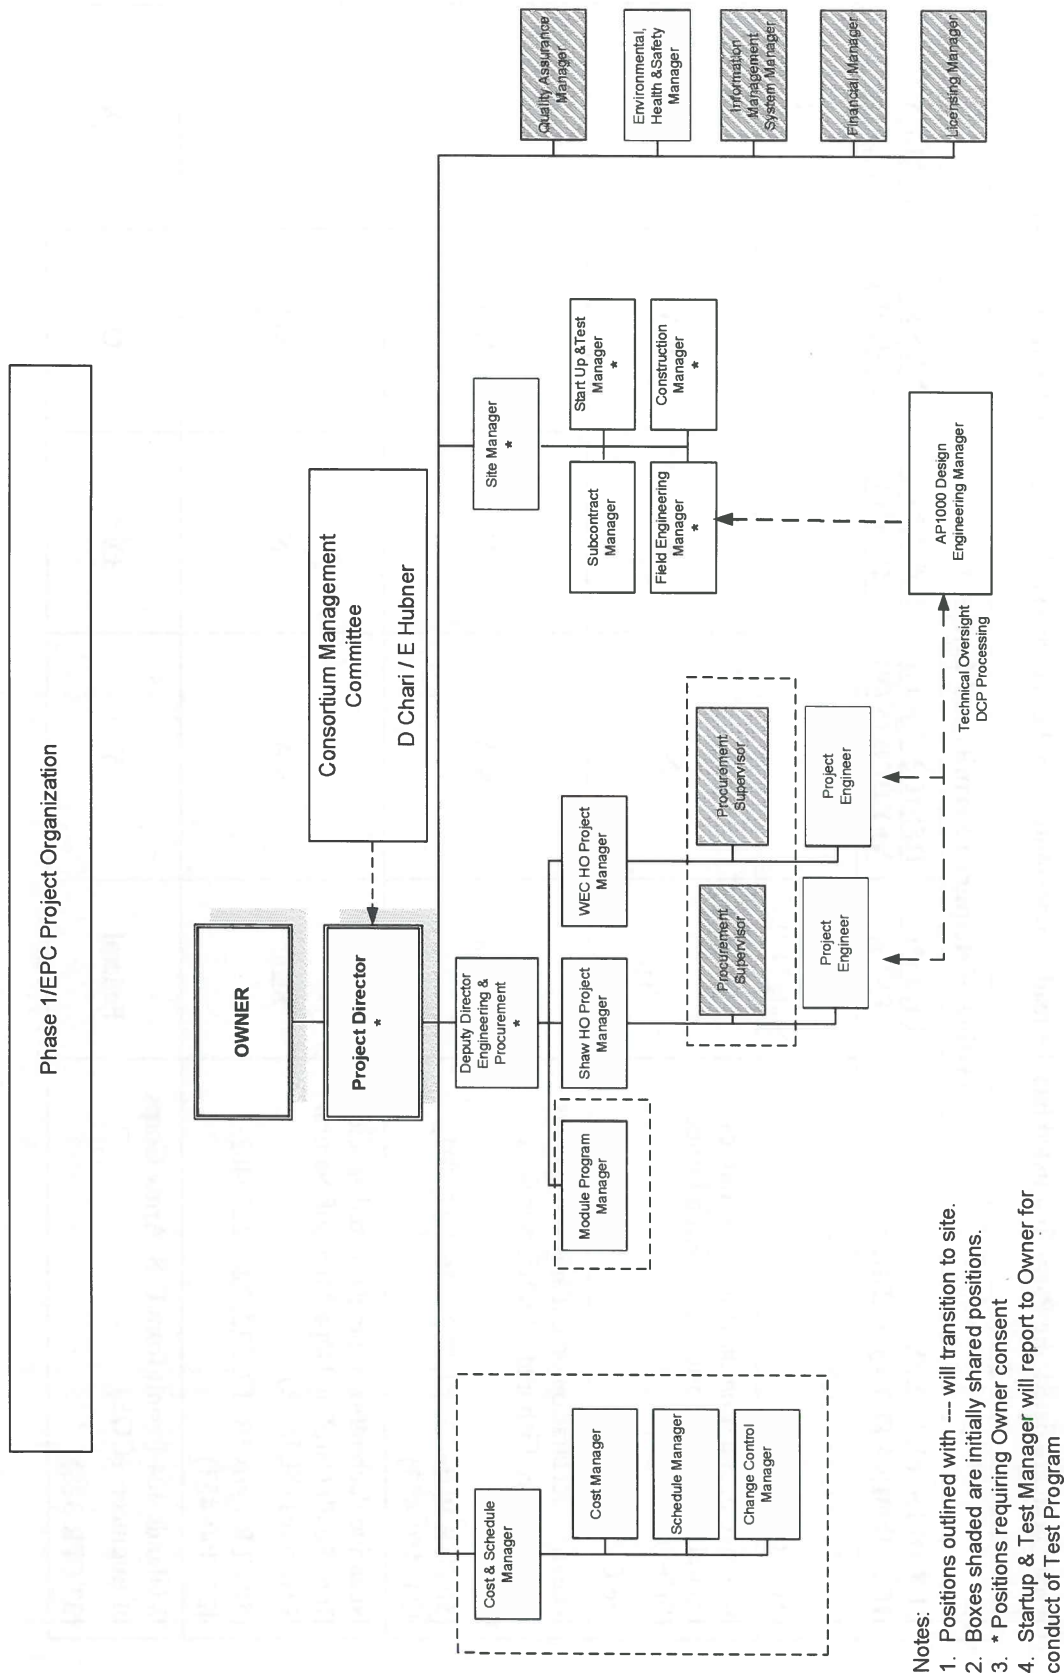 Phase 1/EPC Project Organization
OWNER
Project Director
*
Consortium Management
Committee
D Chari / E Hubner
Cost & Schedule
Manager
Cost Manager
Schedule Manager
Change Control
Manager
Deputy Director
Engineering &
Procurement
*
Module Program
Manager
Shaw HO Project
Manager
WEC HO Project
Manager
Procurement
Supervisor
Procurement
Supervisor
Project
Engineer
Project
Engineer
Site Manager
*
Subcontract
Manager
Start Up &Test
Manager
*
Field Engineering
Manager
*
Construction
Manager
*
Technical Oversight
DCP Processing
AP1000 Design
Engineering Manager
Quality Assurance
Manager
Environmental,
Health &Safety
Manager
Information
Management
System Manager
Financial Manager
Licensing Manager
Notes:
1. Positions outlined with --- will transition to site.
2. Boxes shaded are initially shared positions.
3. * Positions requiring Owner consent
4. Startup & Test Manager will report to Owner for
conduct of Test Program